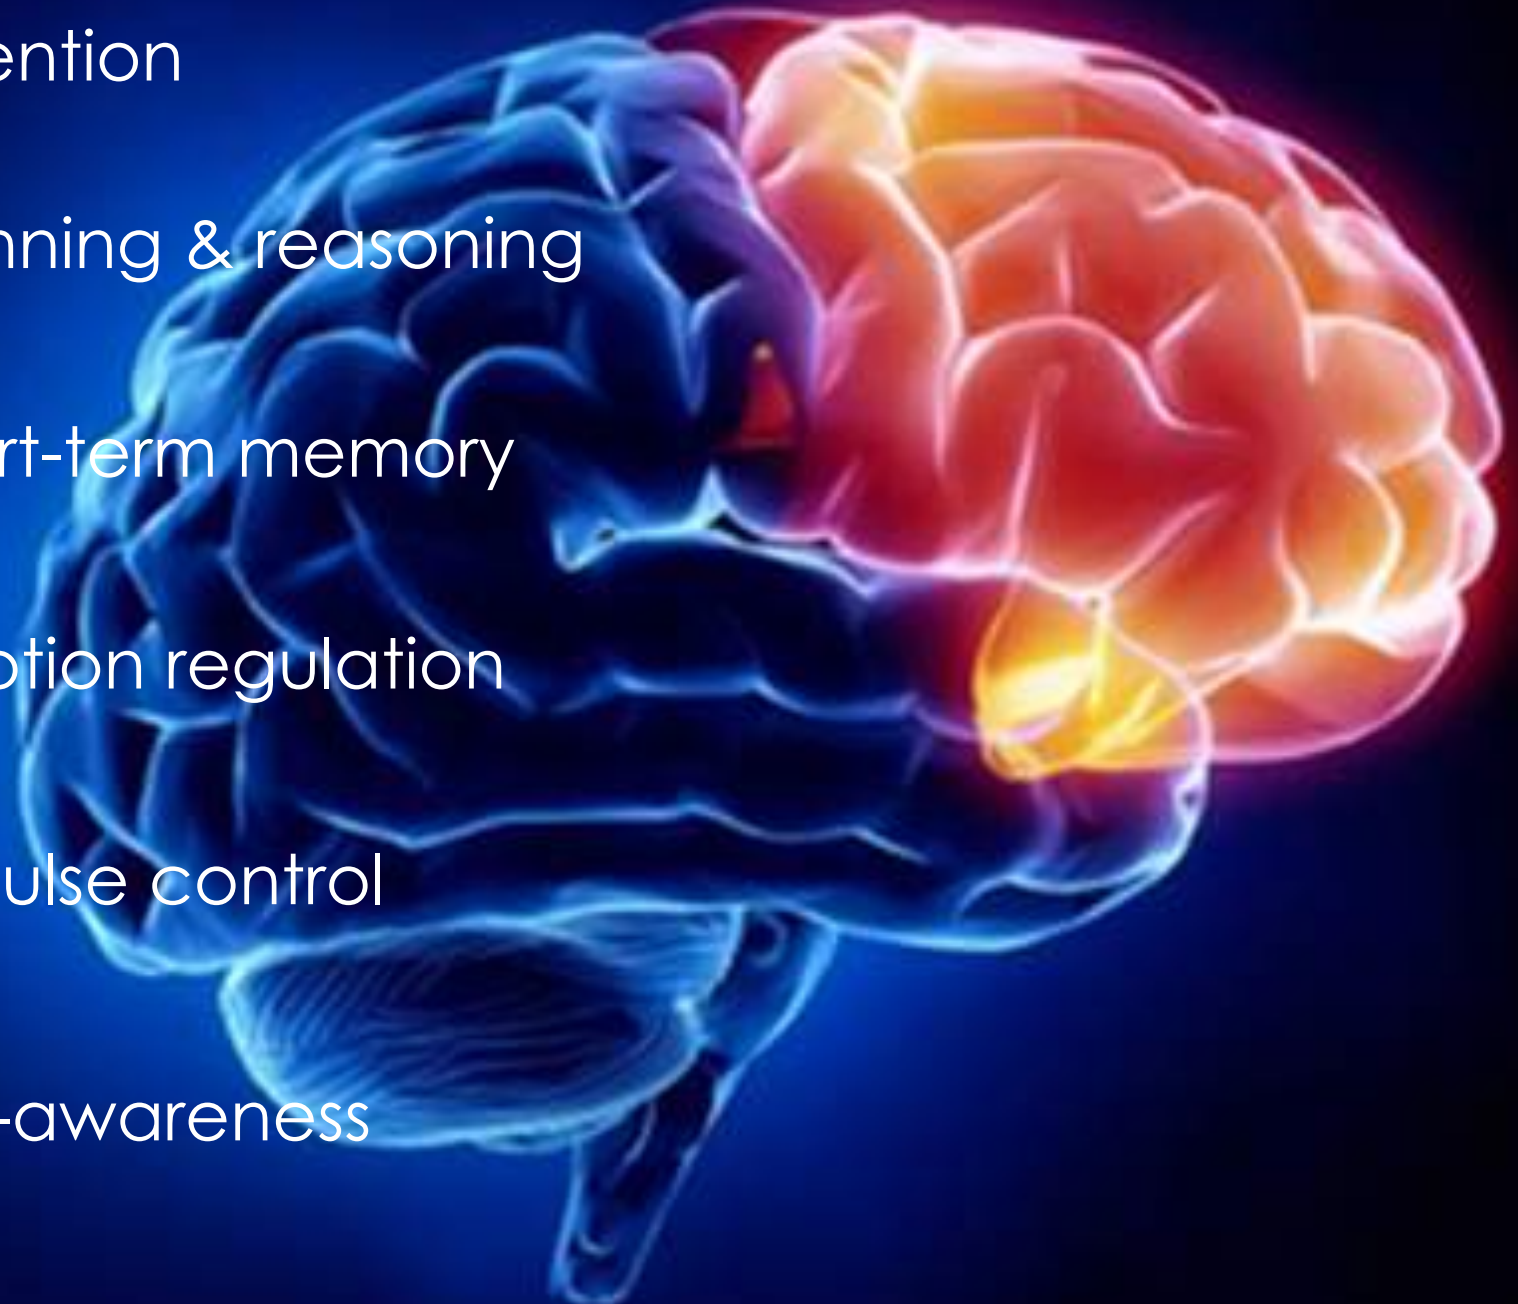 ention
nning & reasoning
rt-term memory
otion regulation
ulse control
-awareness